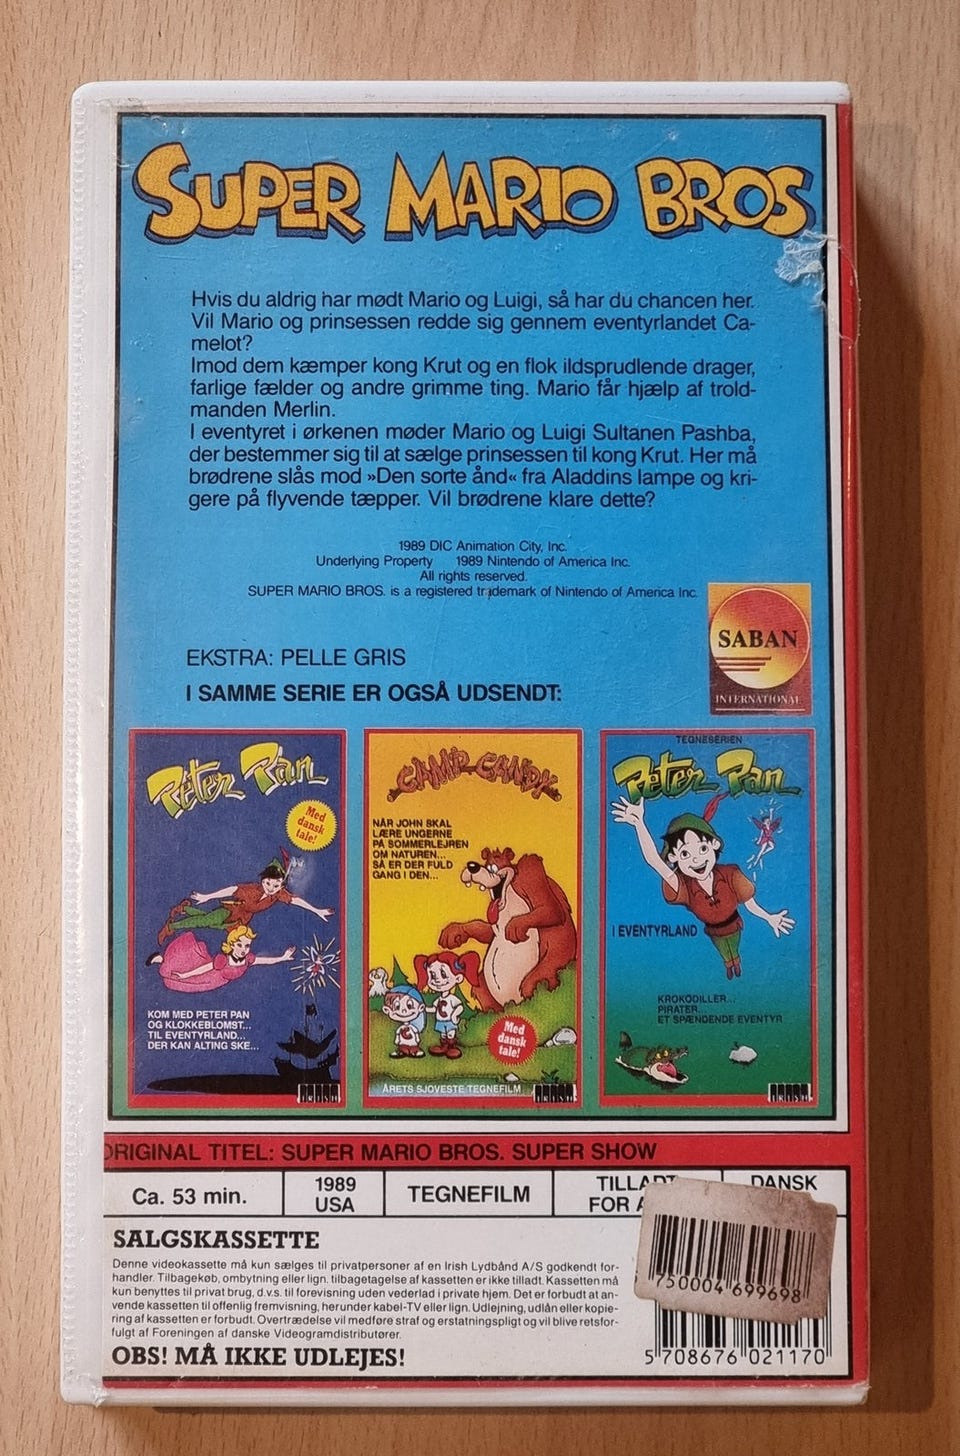 SUPER MARIO BROS
Hvis du aldrig har mødt Mario og Luigi, så har du chancen her.
Vil Mario og prinsessen redde sig gennem eventyrlandet Ca-
melot?
Imod dem kæmper kong Krut og en flok ildsprudlende drager,
farlige fælder og andre grimme ting. Mario får hjælp af trold-
manden Merlin.
I eventyret i ørkenen møder Mario og Luigi Sultanen Pashba,
der bestemmer sig til at sælge prinsessen til kong Krut. Her må
brødrene slås mod »Den sorte ånd« fra Aladdins lampe og kri-
gere på flyvende tæpper. Vil brødrene klare dette?
1989 DIC Animation City, Inc.
Underlying Property 1989 Nintendo of America Inc.
All rights reserved.
SUPER MARIO BROS. is a registered trademark of Nintendo of America Inc.
SABAN
INTERNATIONAL
EKSTRA: PELLE GRIS
I SAMME SERIE ER OGSÅ UDSENDT:
Peter Pan
Med
dansk
tale!
KOM MED PETER PAN
OG KLOKKEBLOMST...
TIL EVENTYRLAND...
DER KAN ALTING SKE...
IRISH
CAMP CANDY
NÅR JOHN SKAL
LÆRE UNGERNE
PÅ SOMMERLEJREN
OM NATUREN...
SÅ ER DER FULD
GANG I DEN...
C
C
Med
dansk
tale!
ÅRETS SJOVESTE TEGNEFILM
IRISH
TEGNESERIEN
Peter Pan
I EVENTYRLAND
KROKODILLER...
PIRATER...
ET SPÆNDENDE EVENTYR
IRISH
ORIGINAL TITEL: SUPER MARIO BROS. SUPER SHOW
Ca. 53 min.
1989
USA
TEGNEFILM
TILLADT
FOR A
DANSK
SALGSKASSETTE
Denne videokassette må kun sælges til privatpersoner af en Irish Lydbånd A/S godkendt for-
handler. Tilbagekøb, ombytning eller lign. tilbagetagelse af kassetten er ikke tilladt. Kassetten må
kun benyttes til privat brug, d.v.s. til forevisning uden vederlad i private hjem. Det er forbudt at an-
vende kassetten til offentlig fremvisning, herunder kabel-TV eller lign. Udlejning, udlån eller kopie-
ring af kassetten er forbudt. Overtrædelse vil medføre straf og erstatningspligt og vil blive retsfor-
fulgt af Foreningen af danske Videogramdistributører.
OBS! MÅ IKKE UDLEJES!
750004 699698
5 708676 021170